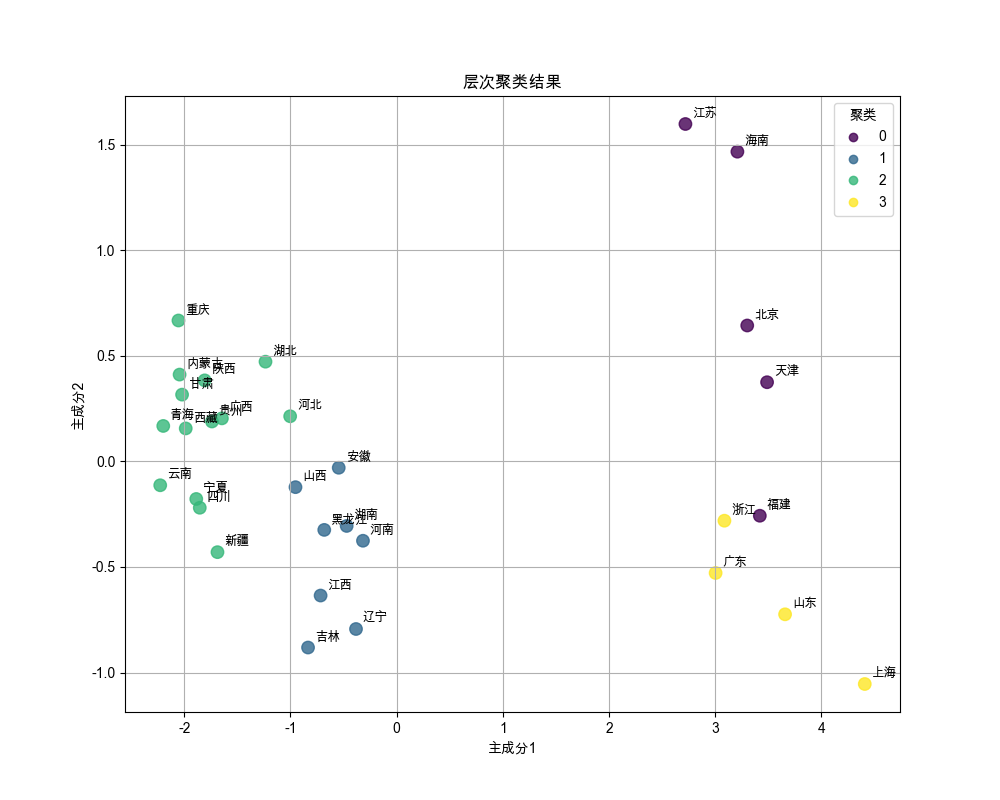 层次聚类结果
聚类
0
1
2
3
江苏
海南
北京
天津
福建
浙江
广东
山东
上海
重庆
湖北
内蒙古
陕西
甘肃
河北
广西
贵州
青海
西藏
云南
宁夏
四川
新疆
安徽
山西
湖南
黑龙江
河南
江西
辽宁
吉林
主成分2
1.5
1.0
0.5
0.0
-0.5
-1.0
-2
-1
0
1
2
3
4
主成分1